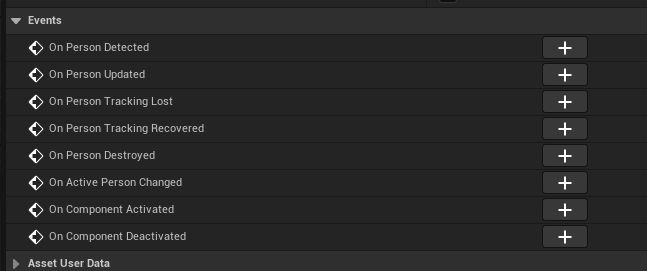 Events
On Person Detected
On Person Updated
On Person Tracking Lost
On Person Tracking Recovered
On Person Destroyed
On Active Person Changed
On Component Activated
On Component Deactivated
Asset User Data